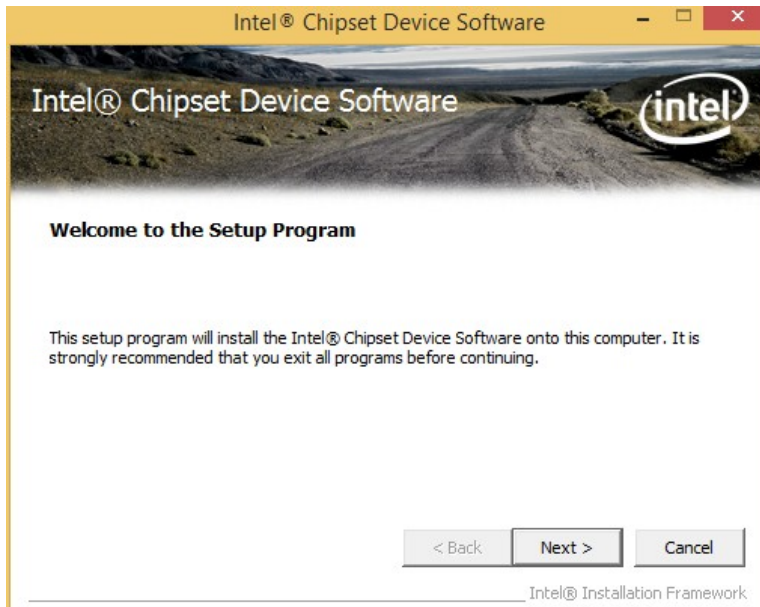 Intel® Chipset Device Software
Intel® Chipset Device Software
intel
Welcome to the Setup Program
This setup program will install the Intel® Chipset Device Software onto this computer. It is
strongly recommended that you exit all programs before continuing.
< Back Next > Cancel
Intel® Installation Framework